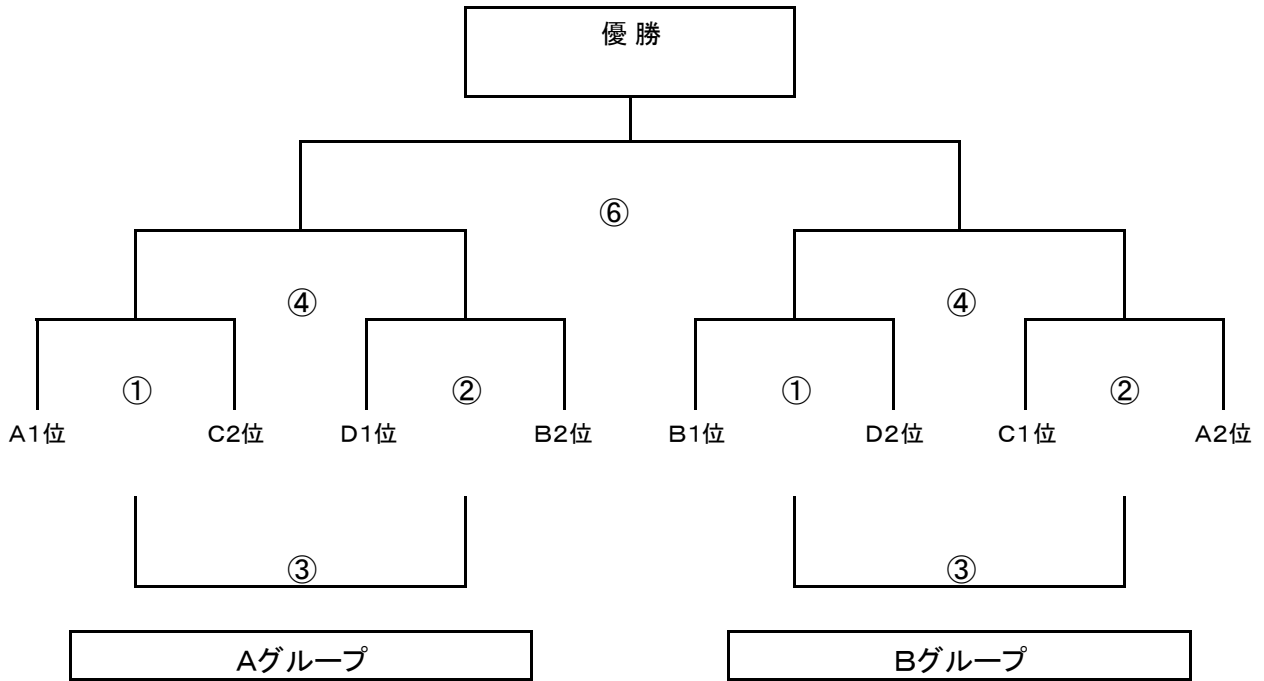 優 勝
⑥
④ ④
① ② ① ②
A1位 C2位 D1位 B2位 B1位 D2位 C1位 A2位
③ ③
Aグループ Bグループ